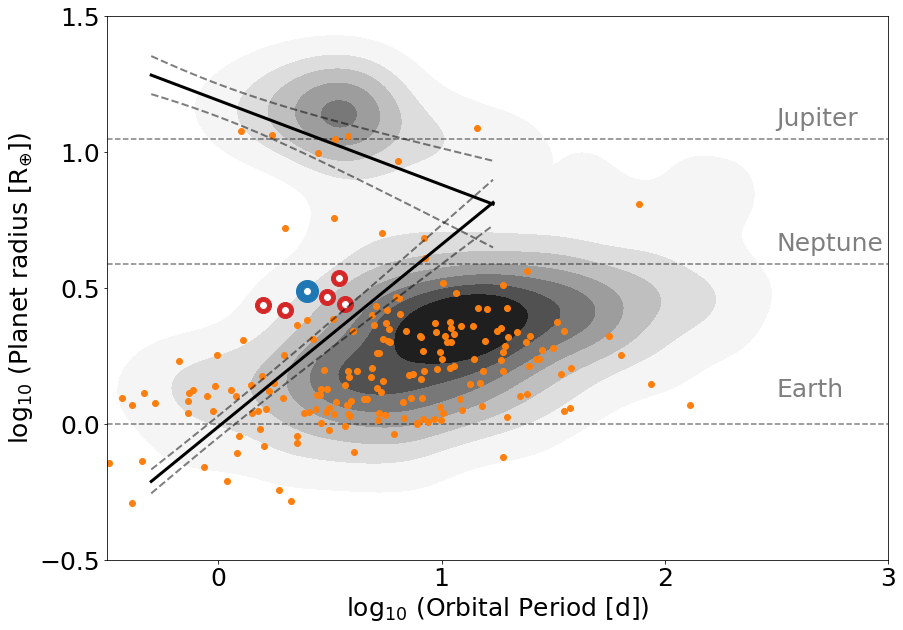 1.5
1.0
0.5
0.0
−0.5
log₁₀ (Planet radius [R⊕])
Jupiter
Neptune
Earth
0 1 2 3
log₁₀ (Orbital Period [d])